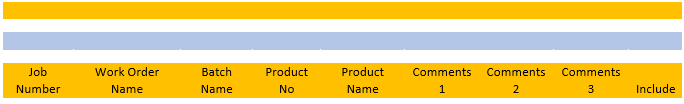 Job Work Order Batch Product Product Comments Comments Comments
Number Name Name No Name 1 2 3 Include